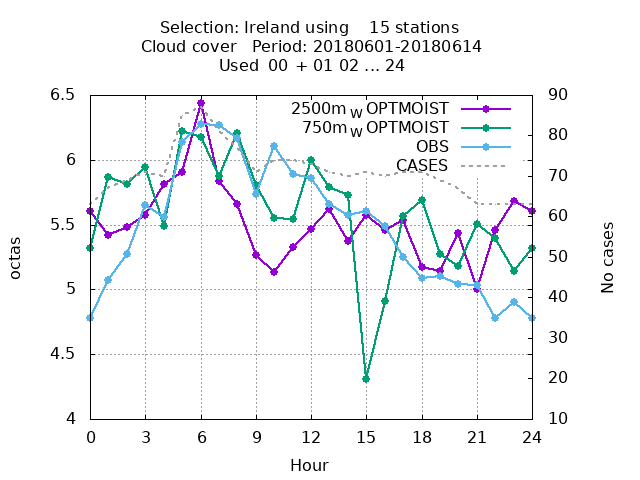 Selection: Ireland using 15 stations
Cloud cover Period: 20180601-20180614
Used 00 + 01 02 ... 24
6.5
6
5.5
5
4.5
4
octas
2500m w OPTMOIST
750m w OPTMOIST
OBS
CASES
90
80
70
60
50
40
30
20
10
No cases
0 3 6 9 12 15 18 21 24
Hour